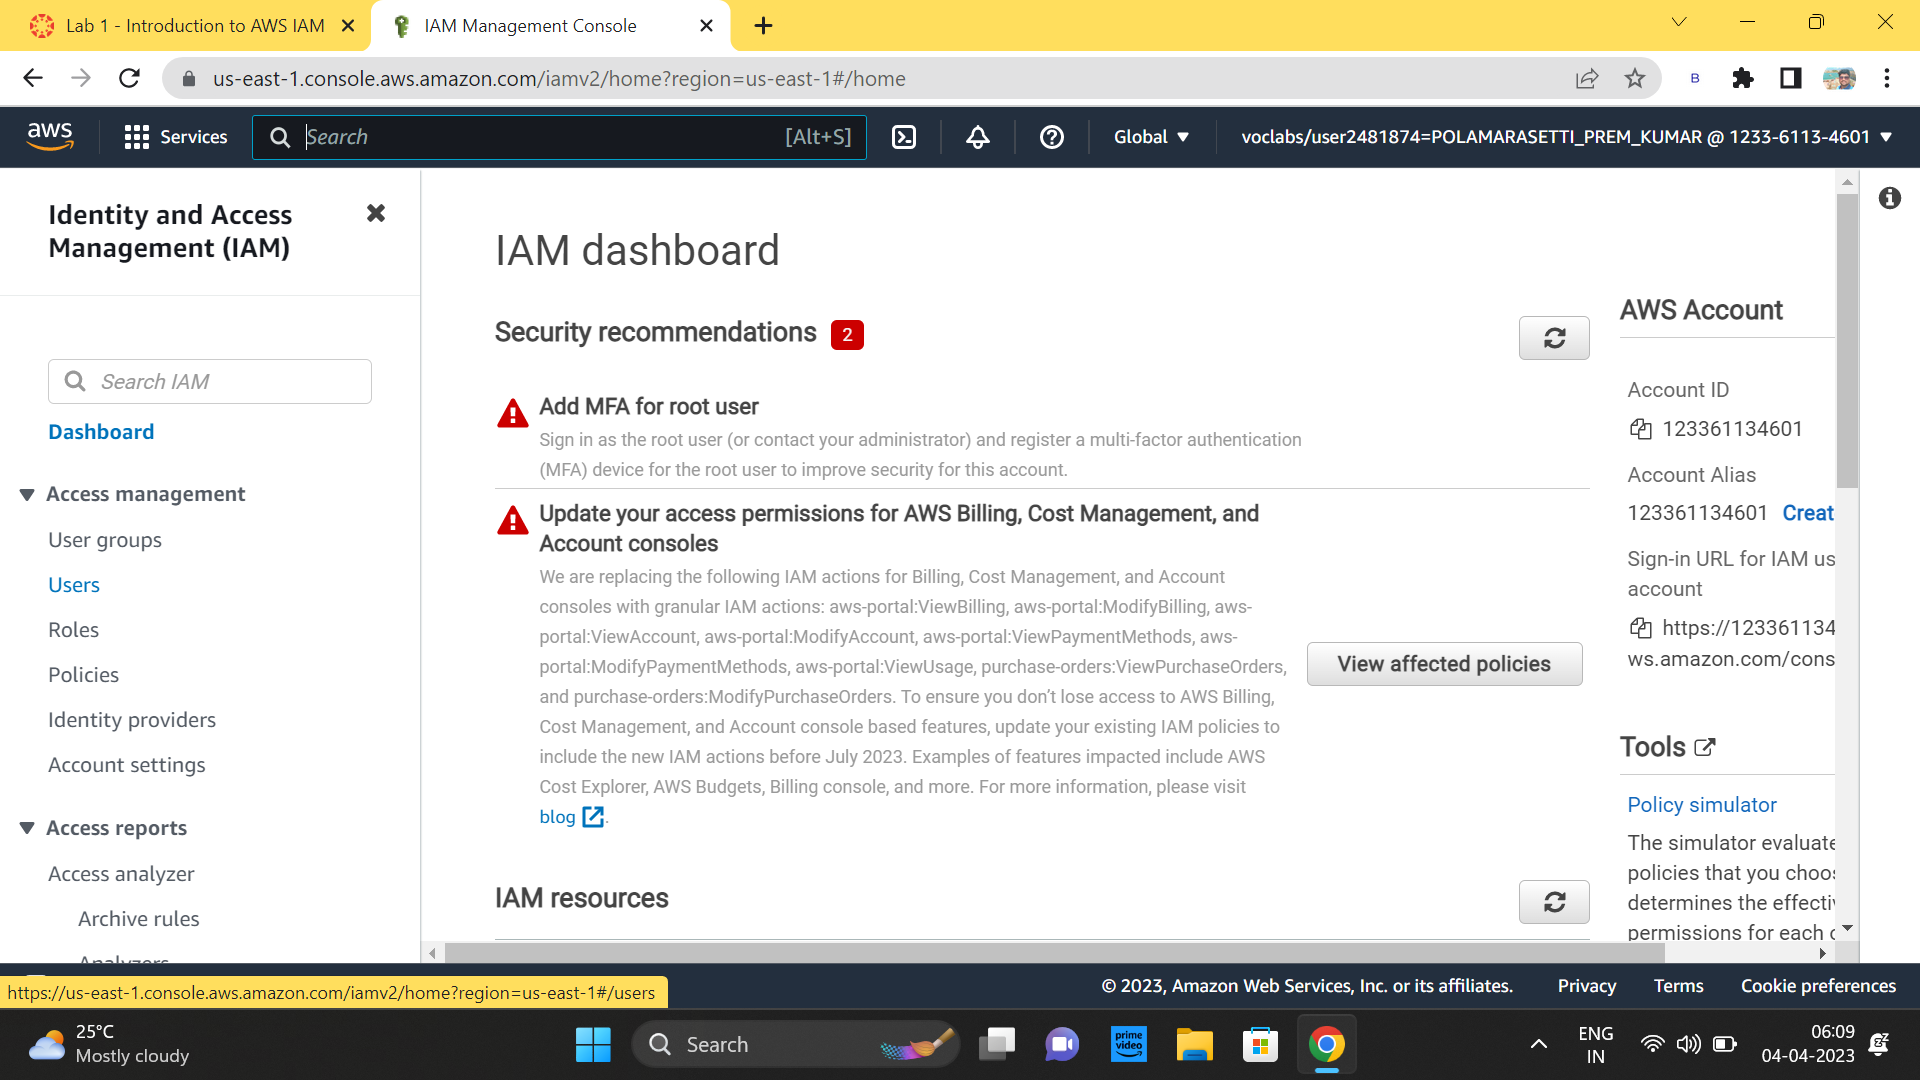 Lab 1 - Introduction to AWS IAM
IAM Management Console
us-east-1.console.aws.amazon.com/iamv2/home?region=us-east-1#/home
B
aws
Services
Search
[Alt+S]
Global
voclabs/user2481874=POLAMARASETTI_PREM_KUMAR @ 1233-6113-4601
Identity and Access
Management (IAM)
Search IAM
Dashboard
Access management
User groups
Users
Roles
Policies
Identity providers
Account settings
Access reports
Access analyzer
Archive rules
Analyzers
https://us-east-1.console.aws.amazon.com/iamv2/home?region=us-east-1#/users
IAM dashboard
Security recommendations 2
Add MFA for root user
Sign in as the root user (or contact your administrator) and register a multi-factor authentication
(MFA) device for the root user to improve security for this account.
Update your access permissions for AWS Billing, Cost Management, and
Account consoles
We are replacing the following IAM actions for Billing, Cost Management, and Account
consoles with granular IAM actions: aws-portal:ViewBilling, aws-portal:ModifyBilling, aws-
portal:ViewAccount, aws-portal:ModifyAccount, aws-portal:ViewPaymentMethods, aws-
portal:ModifyPaymentMethods, aws-portal:ViewUsage, purchase-orders:ViewPurchaseOrders,
and purchase-orders:ModifyPurchaseOrders. To ensure you don’t lose access to AWS Billing,
Cost Management, and Account console based features, update your existing IAM policies to
include the new IAM actions before July 2023. Examples of features impacted include AWS
Cost Explorer, AWS Budgets, Billing console, and more. For more information, please visit
blog .
View affected policies
IAM resources
AWS Account
Account ID
123361134601
Account Alias
123361134601 Creat
Sign-in URL for IAM us
account
https://123361134
ws.amazon.com/cons
Tools
Policy simulator
The simulator evaluate
policies that you choos
determines the effectiv
permissions for each c
© 2023, Amazon Web Services, Inc. or its affiliates.
Privacy
Terms
Cookie preferences
25°C
Mostly cloudy
Search
prime
video
ENG
IN
06:09
04-04-2023